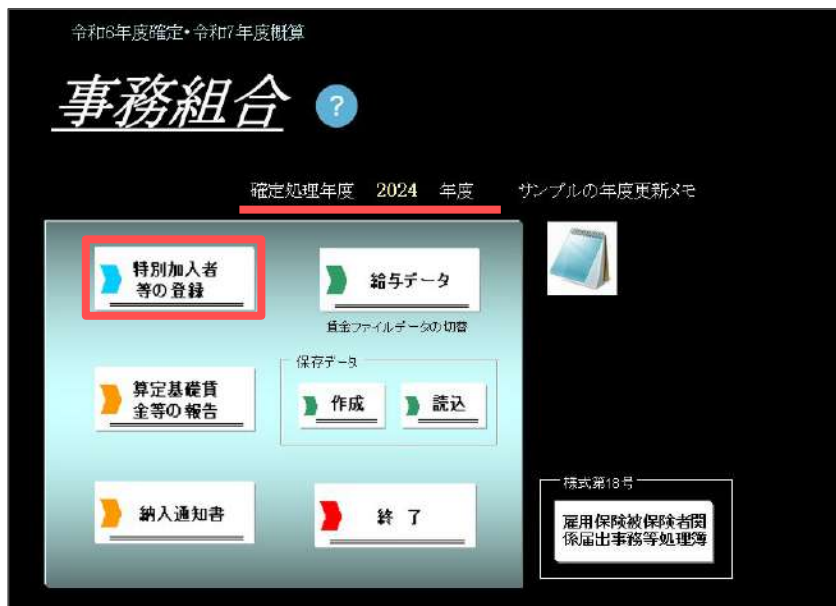 令和6年度確定・令和7年度概算
事務組合 ?
確定処理年度 2024 年度 サンプルの年度更新メモ
特別加入者
等の登録
給与データ
賃金ファイルデータの切替
算定基礎賃
金等の報告
保存データ
作成 読込
納入通知書
終 了
様式第18号
雇用保険被保険者関
係届出事務等処理簿